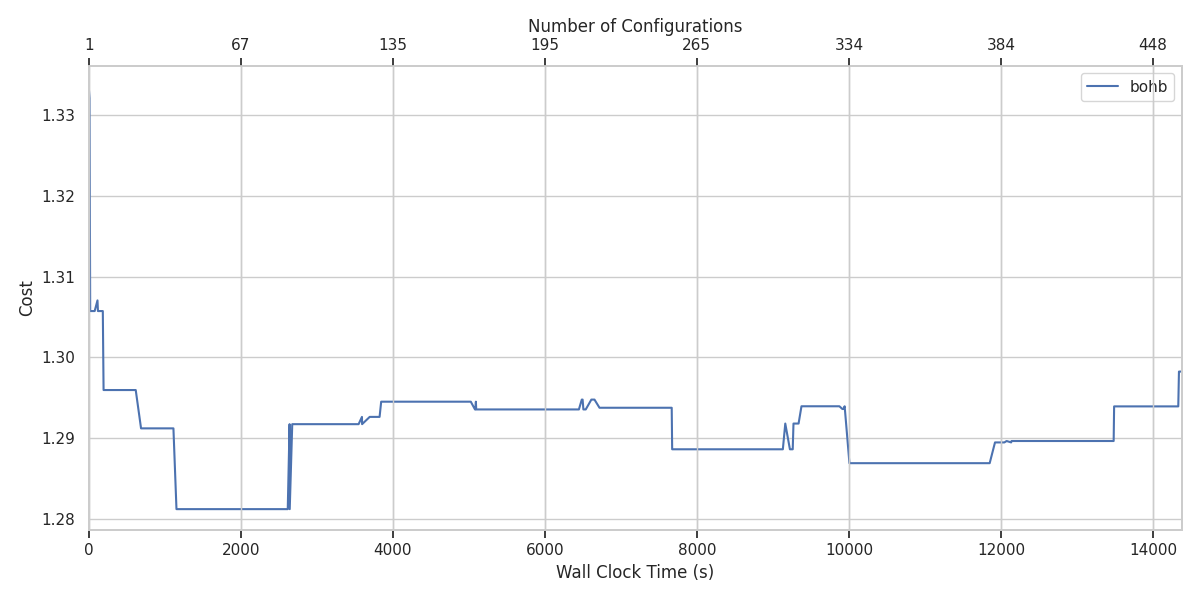 Number of Configurations
1 67 135 195 265 334 384 448
bohb
1.33
1.32
1.31
1.30
1.29
1.28
Cost
0 2000 4000 6000 8000 10000 12000 14000
Wall Clock Time (s)